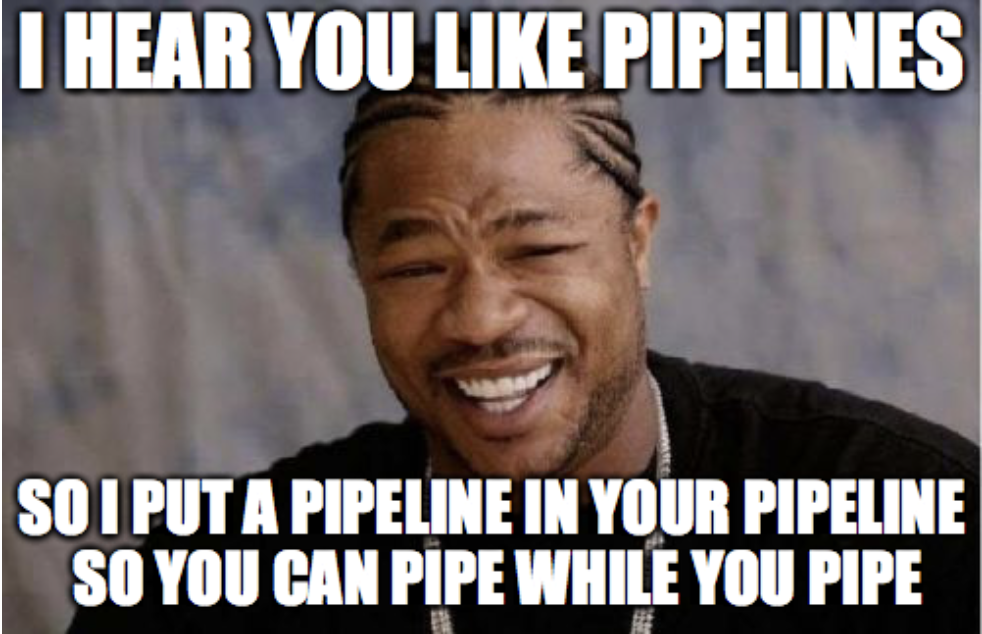 I HEAR YOU LIKE PIPELINES
SO I PUT A PIPELINE IN YOUR PIPELINE
SO YOU CAN PIPE WHILE YOU PIPE